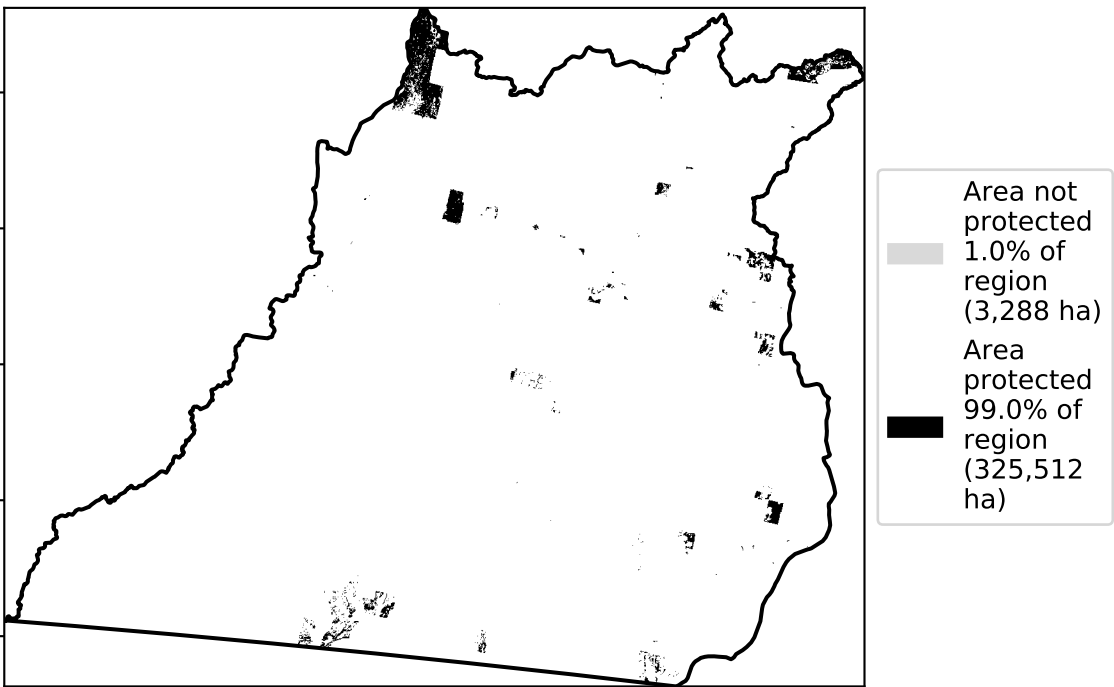 Area not
protected
1.0% of
region
(3,288 ha)
Area
protected
99.0% of
region
(325,512
ha)